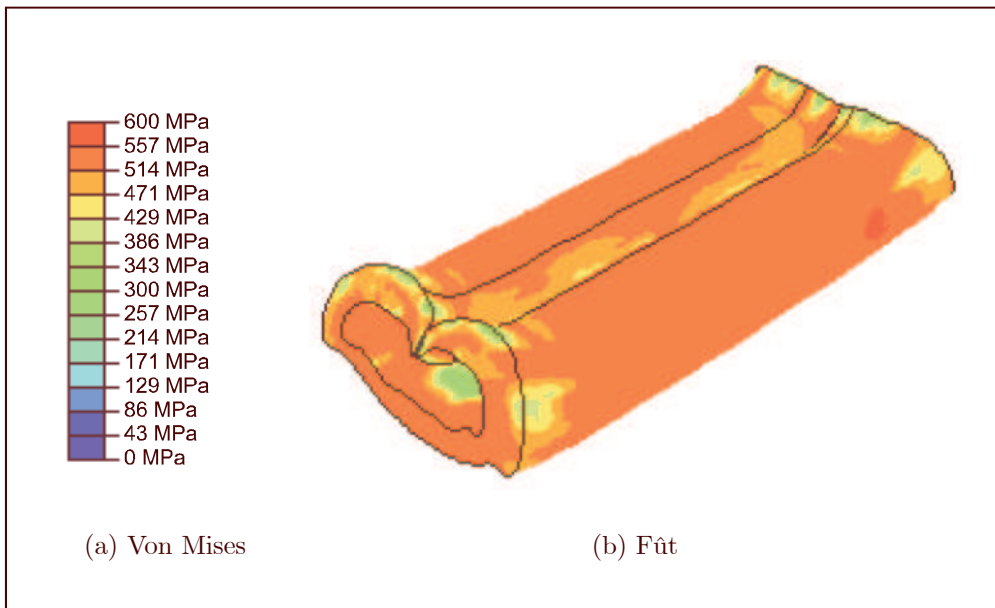 600 MPa
557 MPa
514 MPa
471 MPa
429 MPa
386 MPa
343 MPa
300 MPa
257 MPa
214 MPa
171 MPa
129 MPa
86 MPa
43 MPa
0 MPa
(a) Von Mises
(b) Fût